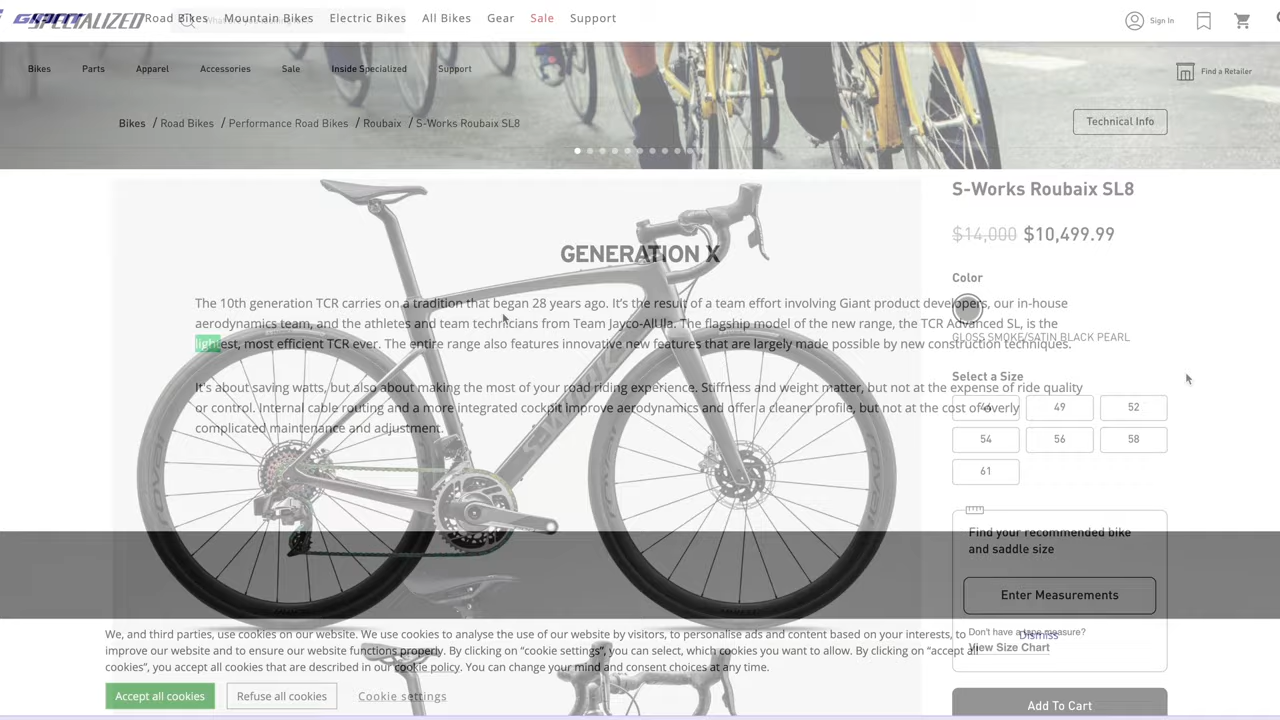 GIANT
SPECIALIZED
Road Bikes Mountain Bikes Electric Bikes All Bikes Gear Sale Support
Sign In
Bikes Parts Apparel Accessories Sale Inside Specialized Support
Find a Retailer
Bikes / Road Bikes / Performance Road Bikes / Roubaix / S-Works Roubaix SL8
Technical Info
S-Works Roubaix SL8
$14,000 $10,499.99
GENERATION X
Color
The 10th generation TCR carries on a tradition that began 28 years ago. It's the result of a team effort involving Giant product developers, our in-house
aerodynamics team, and the athletes and team technicians from Team Jayco-AlUla. The flagship model of the new range, the TCR Advanced SL, is the
lightest, most efficient TCR ever. The entire range also features innovative new features that are largely made possible by new construction techniques.
GLOSS SMOKE/SATIN BLACK PEARL
Select a Size
It's about saving watts, but also about making the most of your road riding experience. Stiffness and weight matter, but not at the expense of ride quality
or control. Internal cable routing and a more integrated cockpit improve aerodynamics and offer a cleaner profile, but not at the cost of overly
complicated maintenance and adjustment.
44 49 52
54 56 58
61
S-WORKS
Find your recommended bike
and saddle size
Enter Measurements
Don't have a tape measure?
Dismiss
View Size Chart
We, and third parties, use cookies on our website. We use cookies to analyse the use of our website by visitors, to personalise ads and content based on your interests, to
improve our website and to ensure our website functions properly. By clicking on “cookie settings”, you can select, which cookies you want to allow. By clicking on “accept all
cookies”, you accept all cookies that are described in our cookie policy. You can change your mind and consent choices at any time.
Accept all cookies Refuse all cookies Cookie settings
Add To Cart